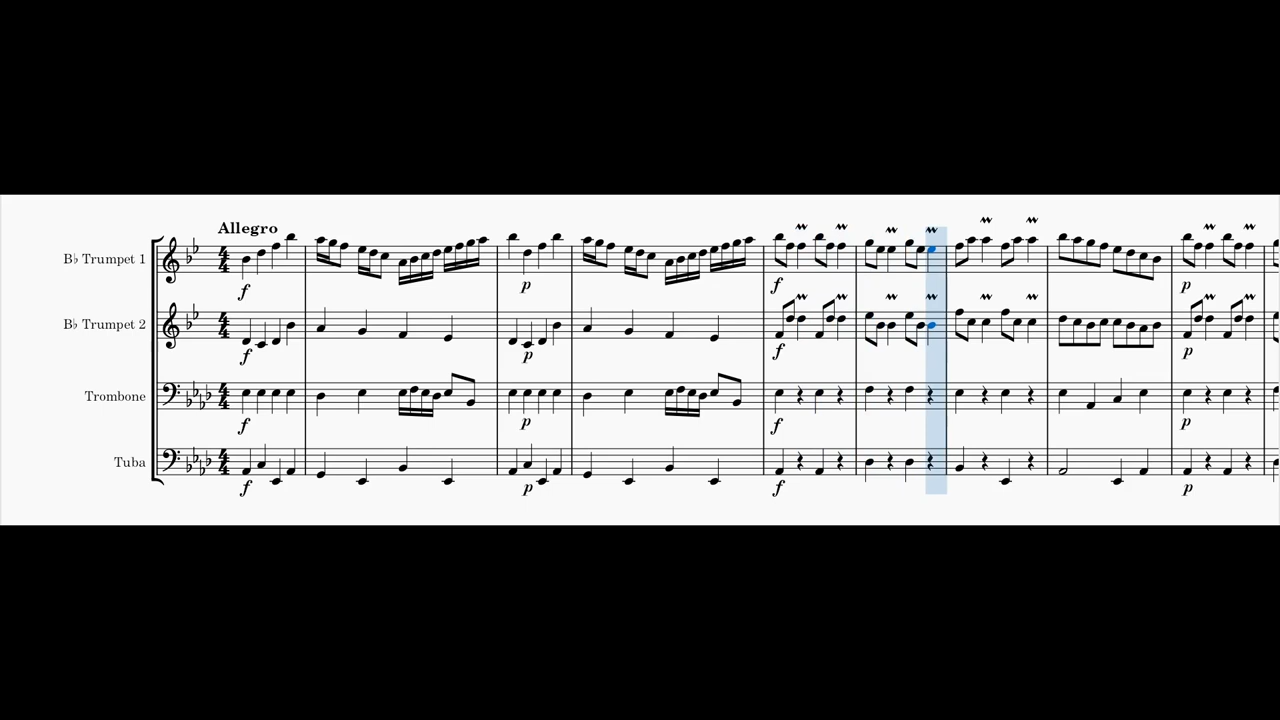 Allegro
B♭ Trumpet 1
f p f p
B♭ Trumpet 2
f p f p
Trombone
f p f p
Tuba
f p f p